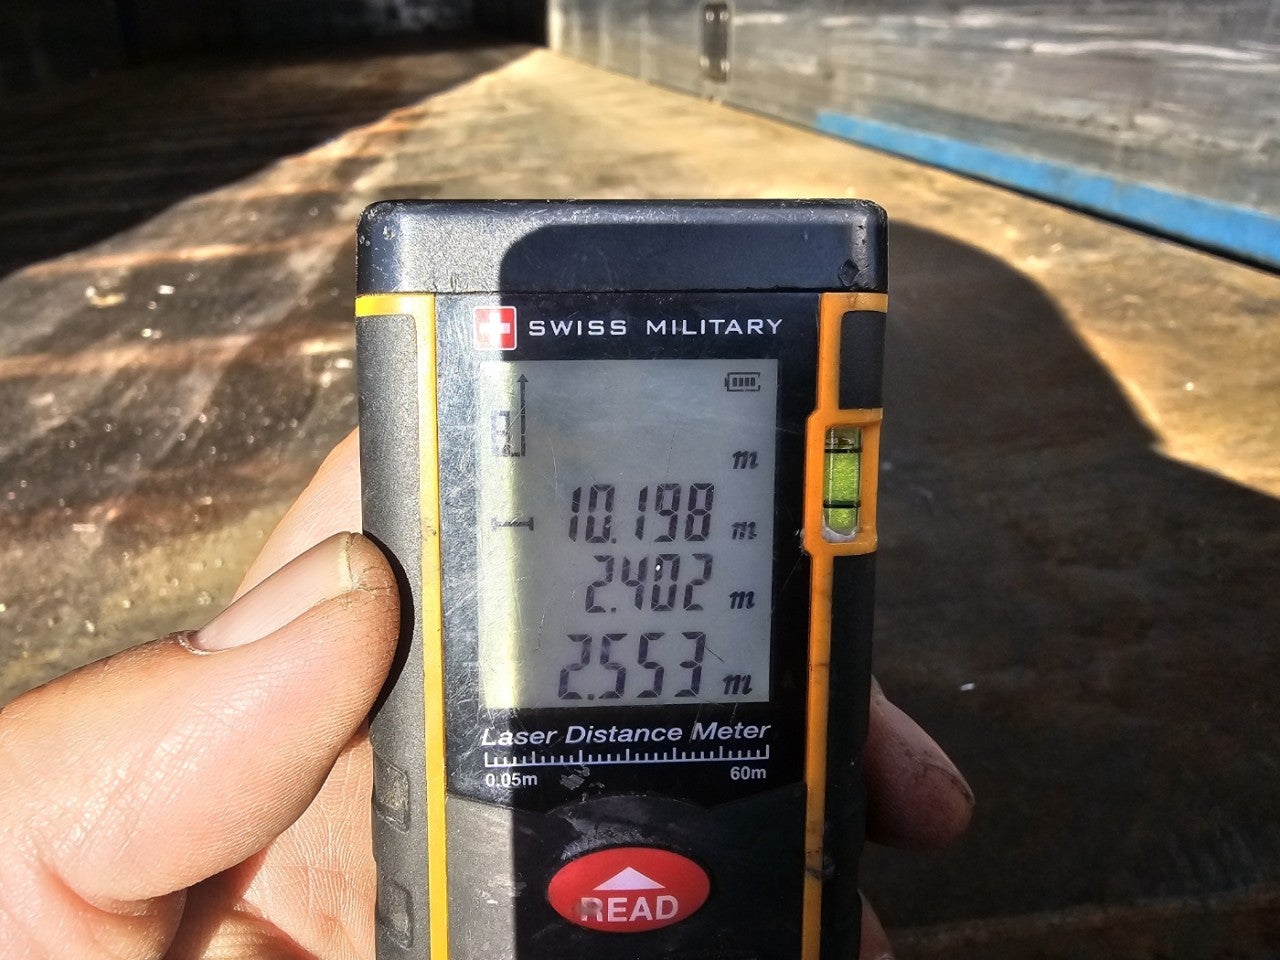 SWISS MILITARY
m
10.198 m
2.402 m
2.553 m
Laser Distance Meter
0.05m 60m
READ